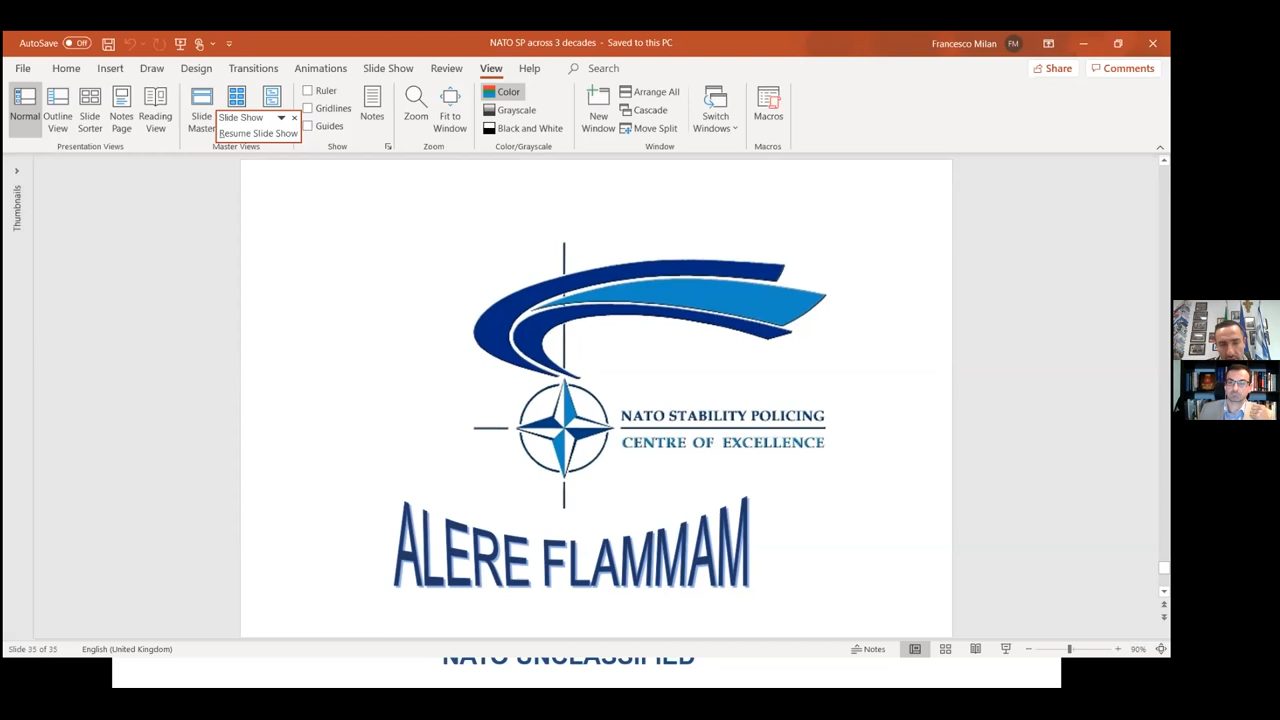 AutoSave Off NATO SP across 3 decades - Saved to this PC Francesco Milan FM
File Home Insert Draw Design Transitions Animations Slide Show Review View Help Search Share Comments
Normal Outline View Slide Sorter Notes Page Reading View
Slide Master
Slide Show
Resume Slide Show
Ruler
Gridlines
Guides
Notes Zoom Fit to Window
Color
Grayscale
Black and White
New Window
Arrange All
Cascade
Move Split
Switch Windows Macros
Presentation Views Master Views Show Zoom Color/Grayscale Window Macros
Thumbnails
NATO STABILITY POLICING
CENTRE OF EXCELLENCE
ALERE FLAMMAM
Slide 35 of 35 English (United Kingdom) Notes 90%
NATO UNCLASSIFIED